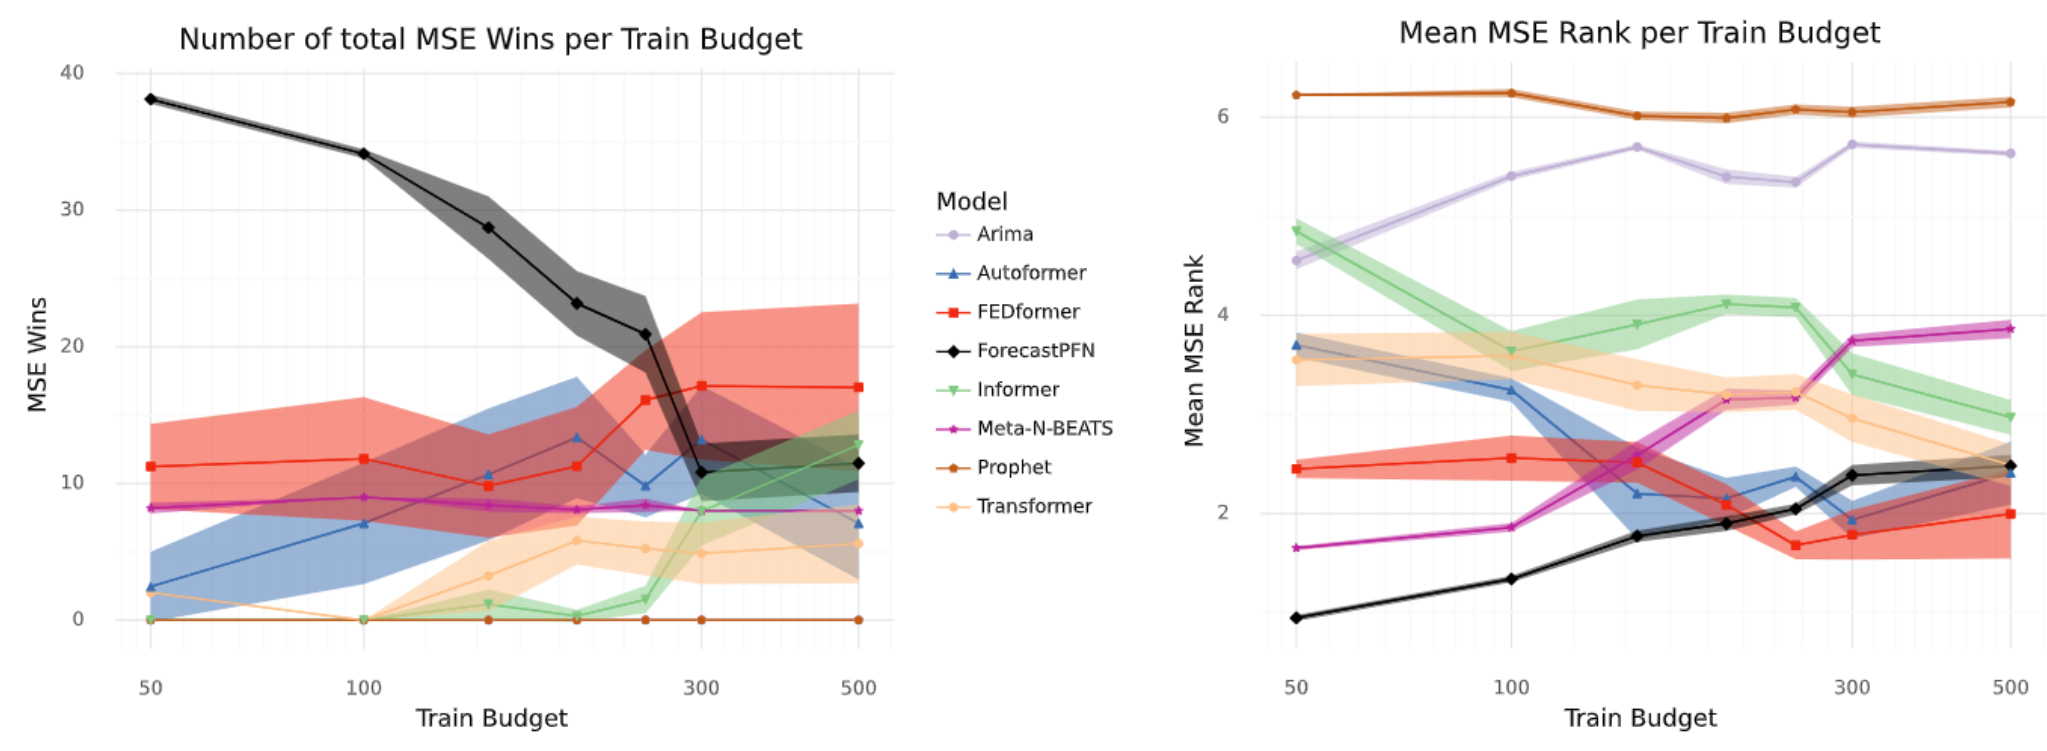 Number of total MSE Wins per Train Budget
40
30
20
10
0
MSE Wins
50 100 300 500
Train Budget
Model
Arima
Autoformer
FEDformer
ForecastPFN
Informer
Meta-N-BEATS
Prophet
Transformer
Mean MSE Rank per Train Budget
6
4
2
Mean MSE Rank
50 100 300 500
Train Budget